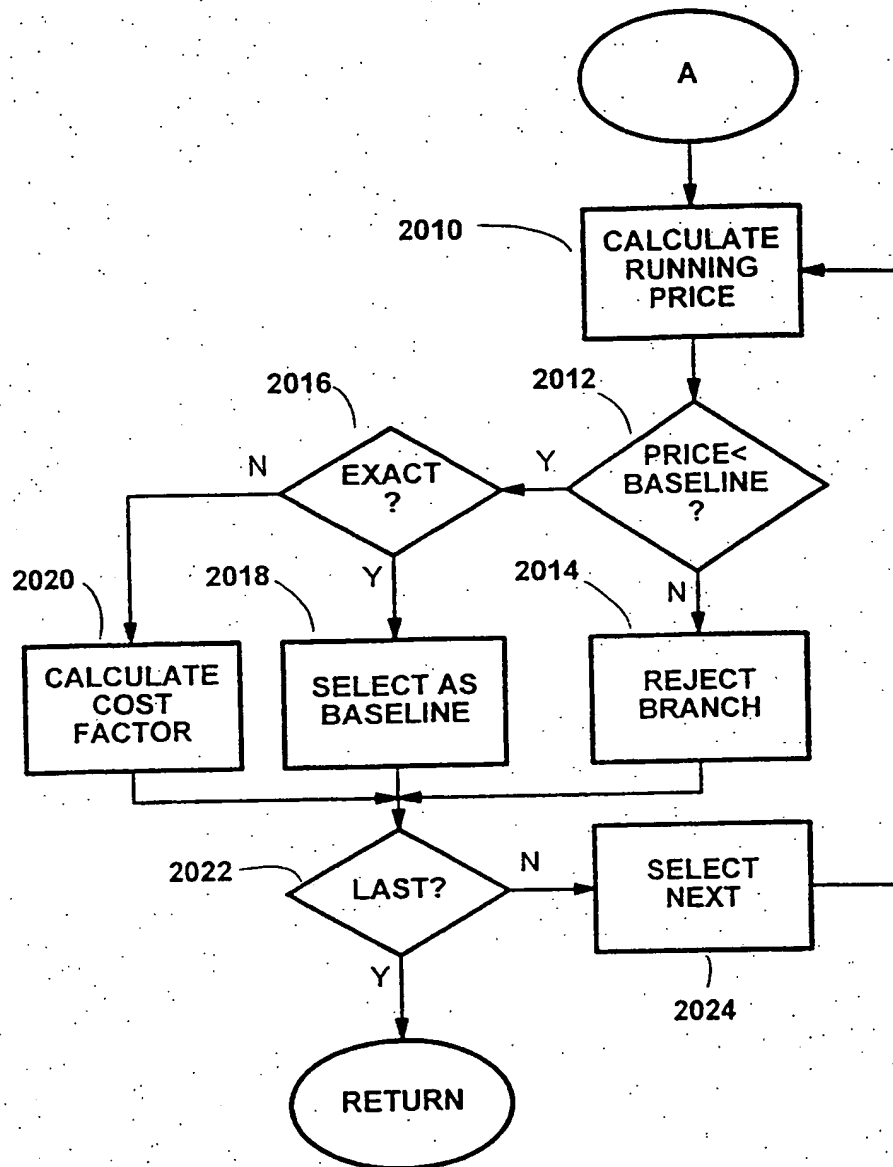 A
2010
CALCULATE
RUNNING
PRICE
2016
2012
N
EXACT
?
Y
PRICE<
BASELINE
?
2020
2018
Y
2014
N
CALCULATE
COST
FACTOR
SELECT AS
BASELINE
REJECT
BRANCH
2022
LAST?
N
SELECT
NEXT
Y
2024
RETURN